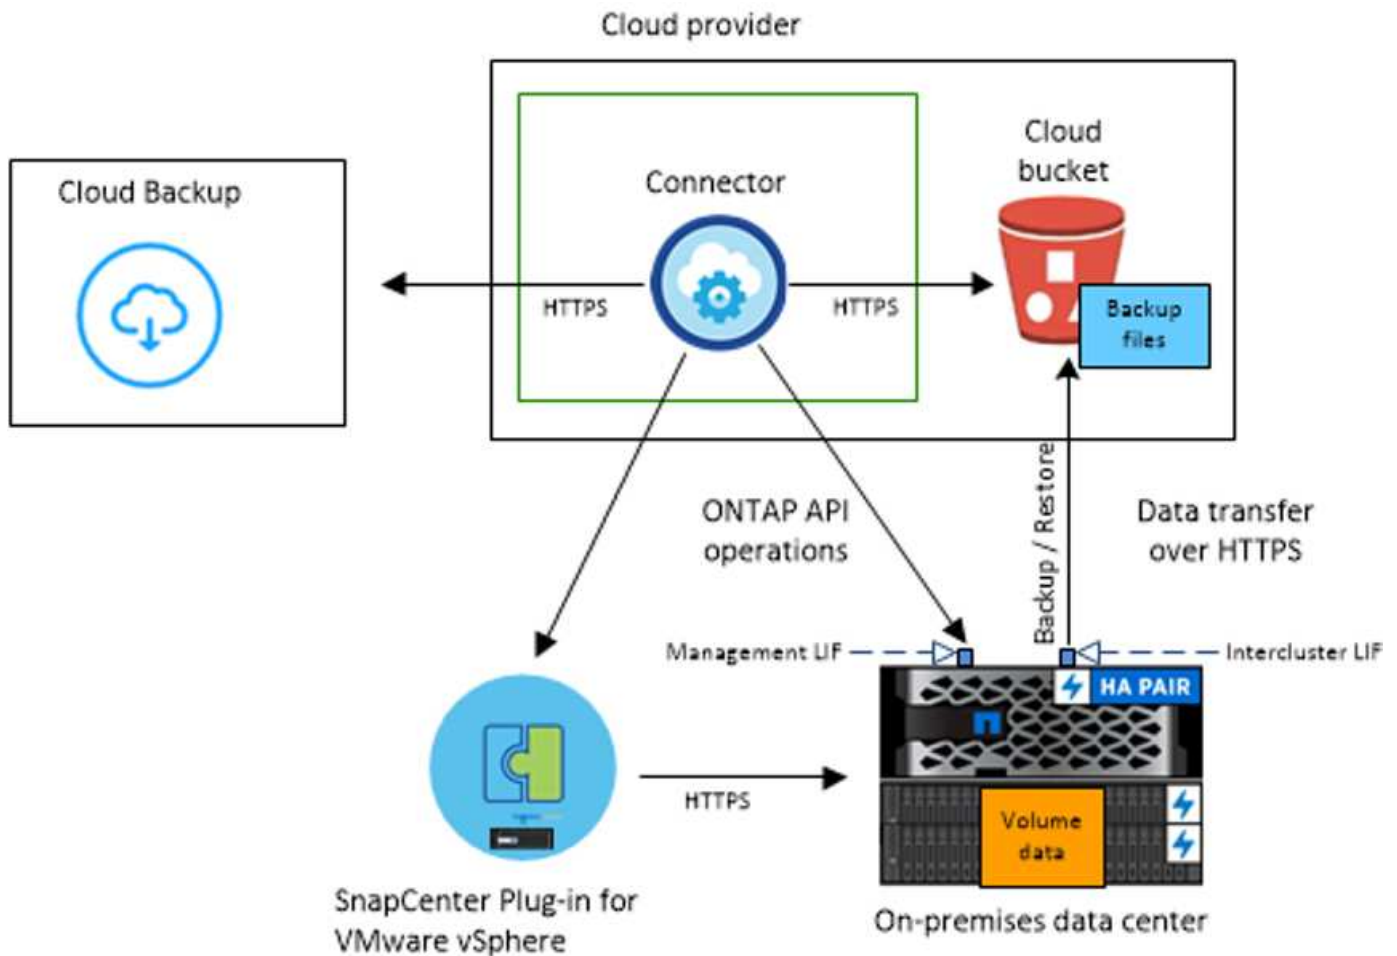 Cloud provider
Cloud Backup
Connector
Cloud
bucket
HTTPS
HTTPS
Backup
files
ONTAP API
operations
Backup / Restore
Data transfer
over HTTPS
Management LIF
Intercluster LIF
HA PAIR
HTTPS
Volume
data
SnapCenter Plug-in for
VMware vSphere
On-premises data center